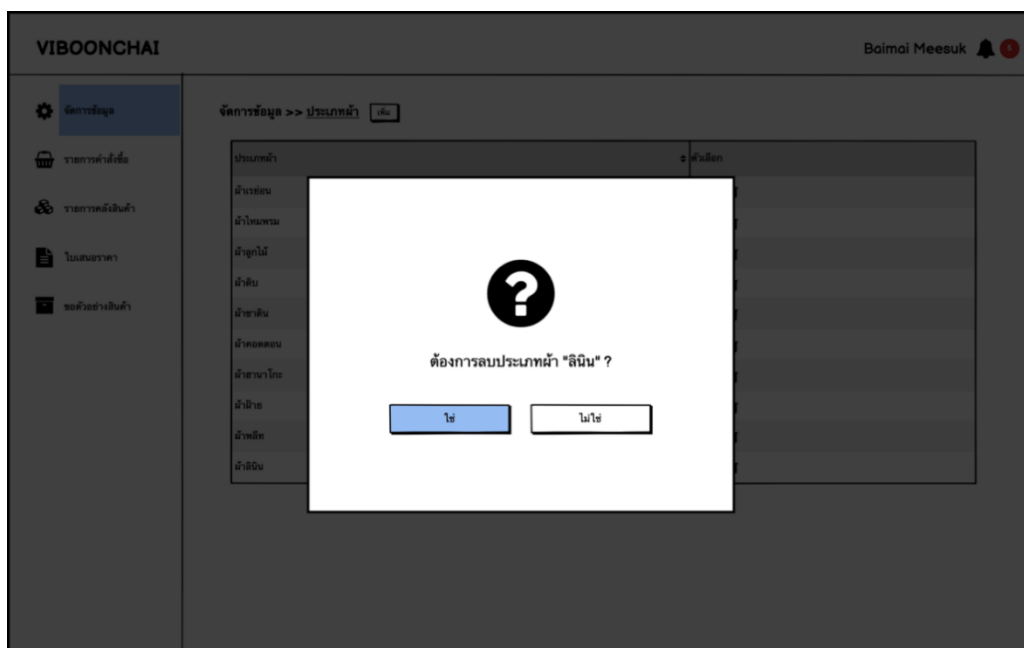 VIBOONCHAI
Baimai Meesuk
5
จัดการข้อมูล
รายการคำสั่งซื้อ
รายการคลังสินค้า
ใบเสนอราคา
ขอตัวอย่างสินค้า
จัดการข้อมูล >> ประเภทผ้า เพิ่ม
ประเภทผ้า ตัวเลือก
ผ้าเรย่อน
ผ้าไหมพรม
ผ้าลูกไม้
ผ้าดิบ
ผ้าซาติน
ผ้าคอตตอน
ผ้าฮานาโกะ
ผ้าฝ้าย
ผ้าพลีท
ผ้าลินิน
ต้องการลบประเภทผ้า "ลินิน" ?
ใช่ ไม่ใช่